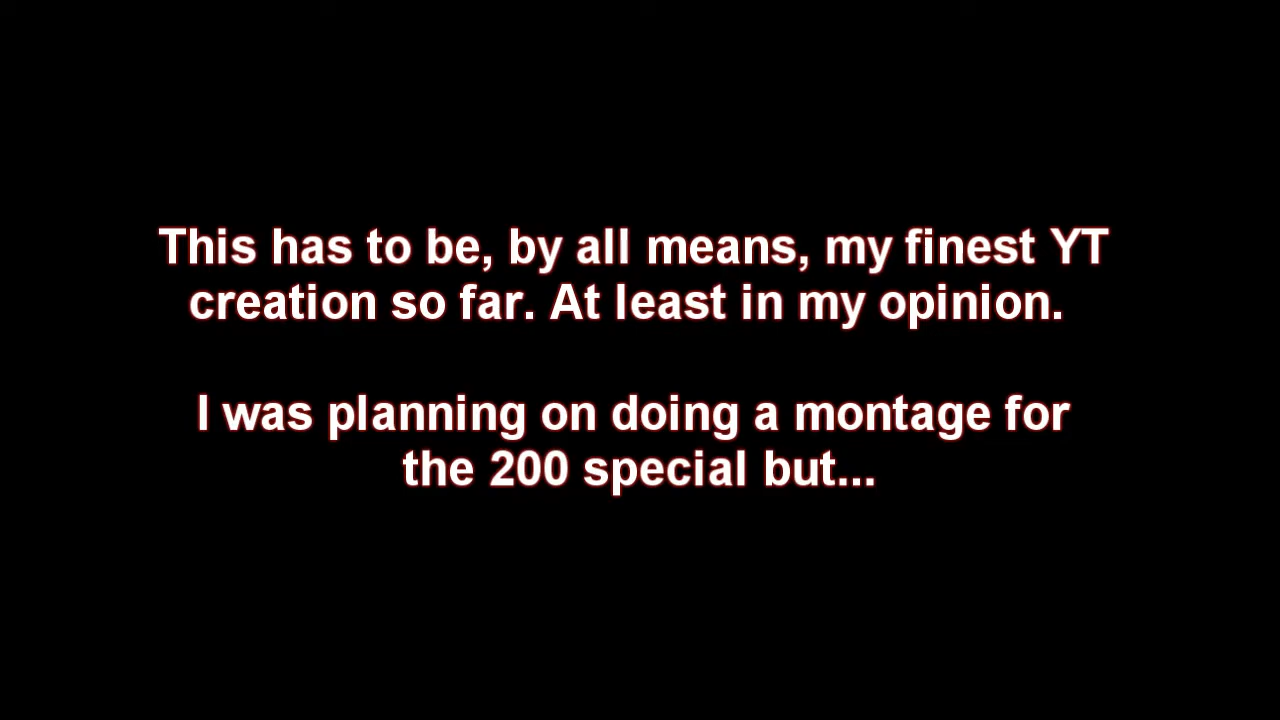 This has to be, by all means, my finest YT
creation so far. At least in my opinion.
I was planning on doing a montage for
the 200 special but...